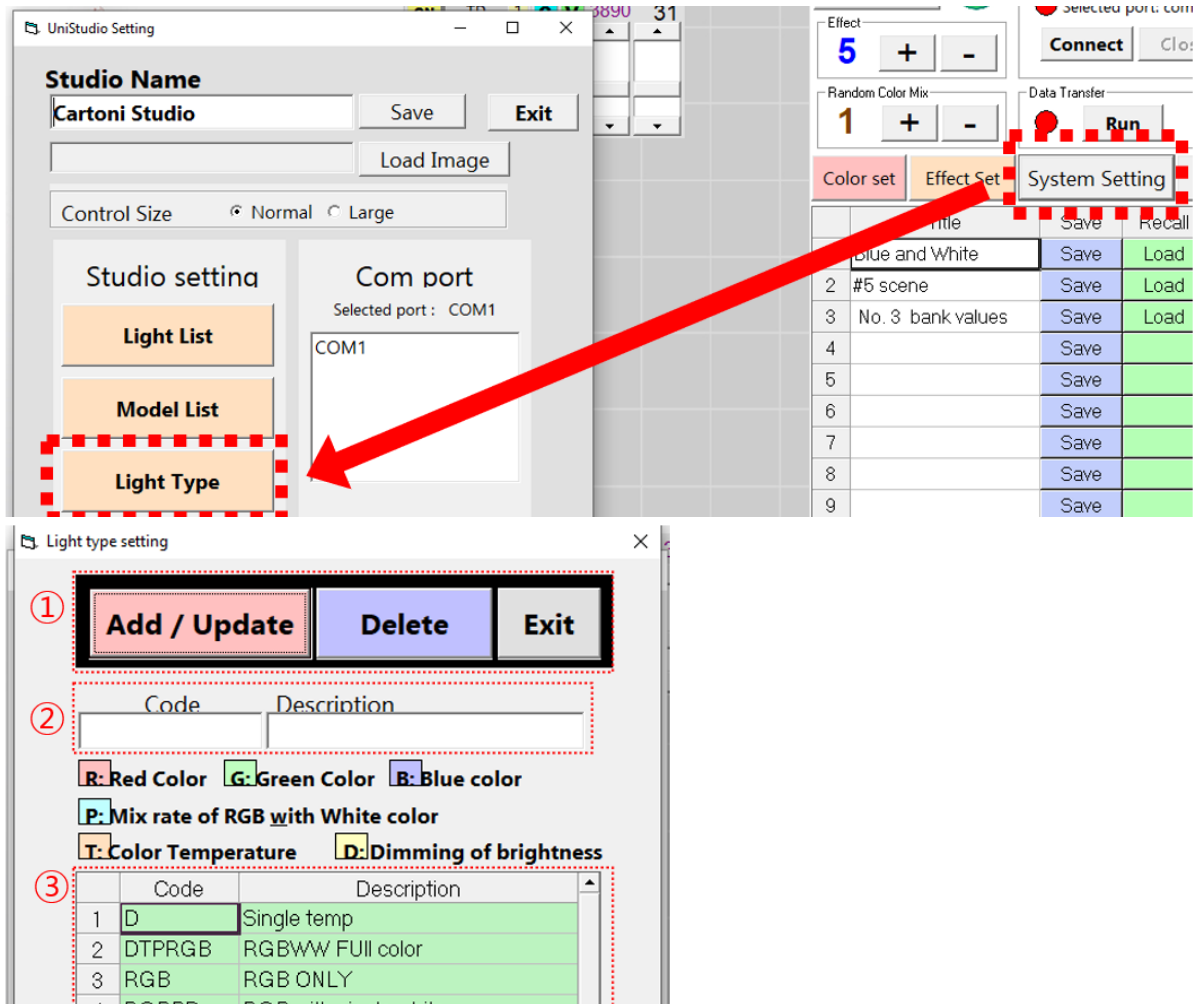 UniStudio Setting
Studio Name
Cartoni Studio
Save
Exit
Load Image
Control Size
Normal
Large
Studio setting
Light List
Model List
Light Type
Com port
Selected port : COM1
COM1
3890
31
Effect
5
+
-
Random Color Mix
1
+
-
Selected port: com
Connect
Data Transfer
Run
Color set
Effect Set
System Setting
Title Save Recall
Blue and White Save Load
2 #5 scene Save Load
3 No. 3 bank values Save Load
4 Save
5 Save
6 Save
7 Save
8 Save
9 Save
Light type setting
①
Add / Update
Delete
Exit
②
Code Description
R: Red Color G: Green Color B: Blue color
P: Mix rate of RGB with White color
T: Color Temperature D: Dimming of brightness
③
Code Description
1 D Single temp
2 DTPRGB RGBWW FUll color
3 RGB RGB ONLY